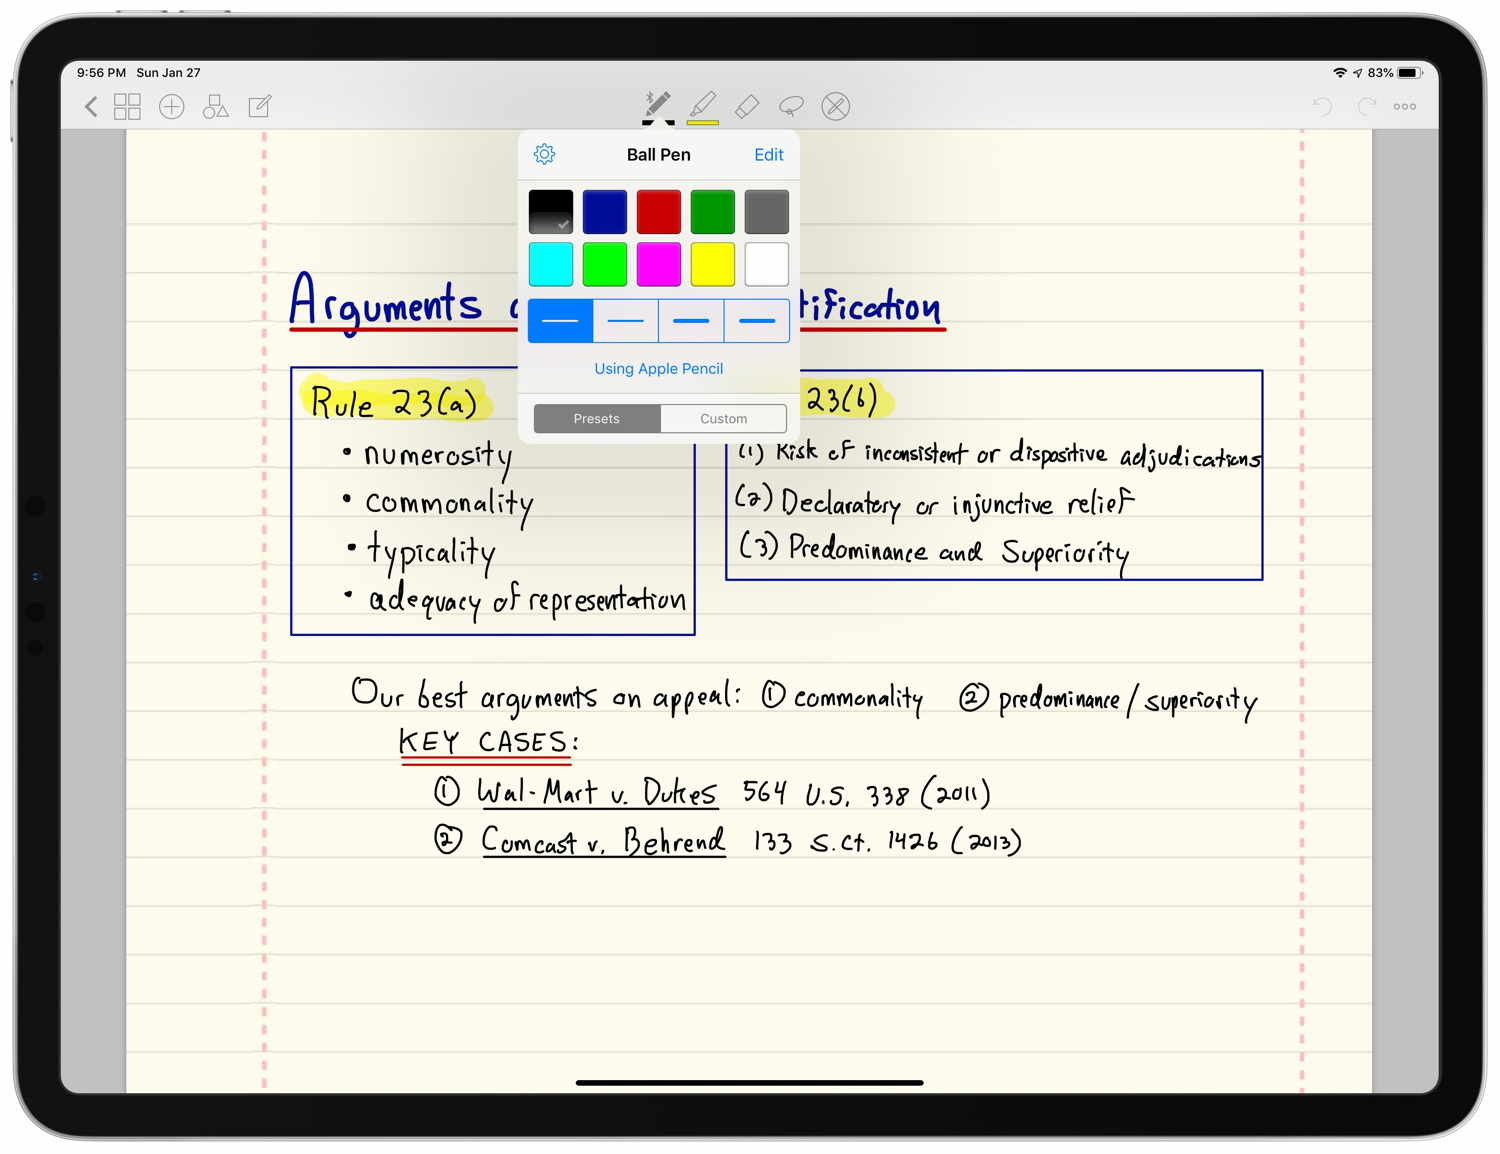 9:56 PM Sun Jan 27
83%
Ball Pen
Edit
Using Apple Pencil
Presets Custom
Arguments tification
Rule 23(a)
• numerosity
• commonality
• typicality
• adequacy of representation
23(b)
(1) Risk of inconsistent or dispositive adjudications
(2) Declaratory or injunctive relief
(3) Predominance and Superiority
Our best arguments on appeal: ① commonality ② predominance/superiority
KEY CASES:
① Wal-Mart v. Dukes 564 U.S. 338 (2011)
② Comcast v. Behrend 133 S.Ct. 1426 (2013)